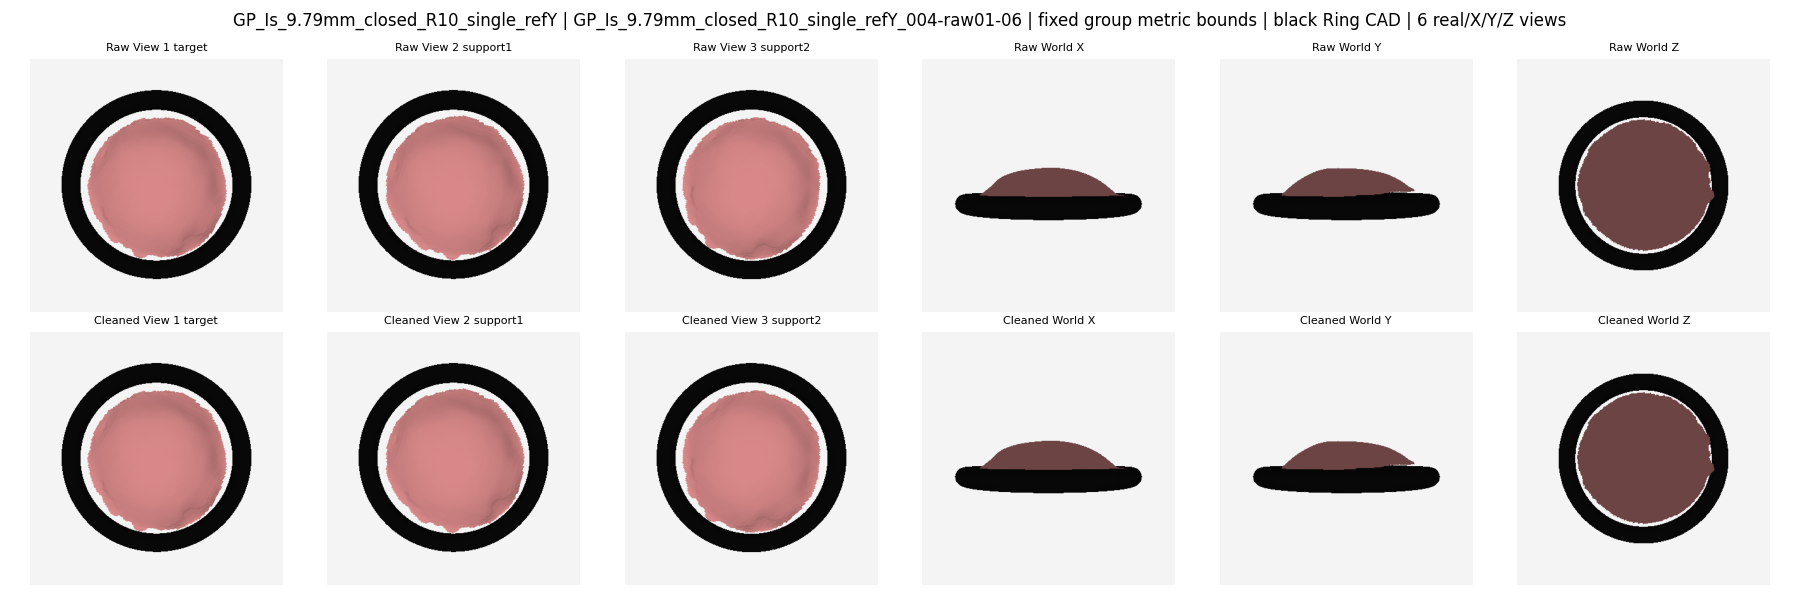 GP_Is_9.79mm_closed_R10_single_refY | GP_Is_9.79mm_closed_R10_single_refY_004-raw01-06 | fixed group metric bounds | black Ring CAD | 6 real/X/Y/Z views
Raw View 1 target
Raw View 2 support1
Raw View 3 support2
Raw World X
Raw World Y
Raw World Z
Cleaned View 1 target
Cleaned View 2 support1
Cleaned View 3 support2
Cleaned World X
Cleaned World Y
Cleaned World Z